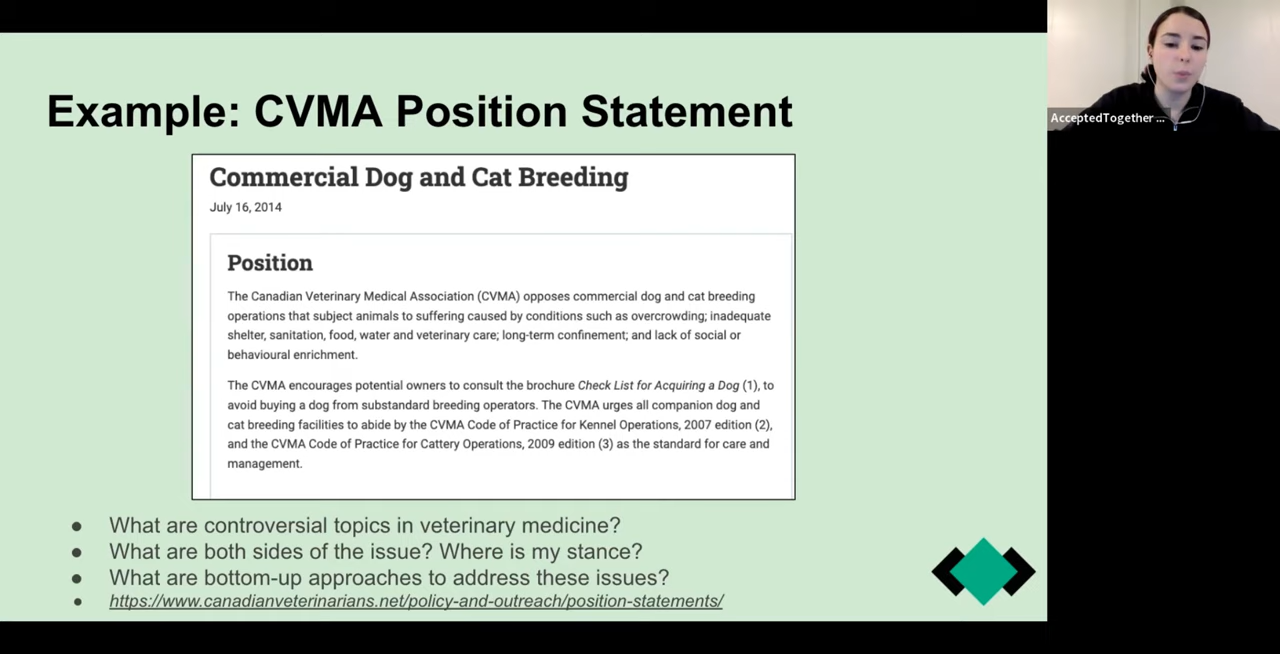 Example: CVMA Position Statement
Commercial Dog and Cat Breeding
July 16, 2014
Position
The Canadian Veterinary Medical Association (CVMA) opposes commercial dog and cat breeding
operations that subject animals to suffering caused by conditions such as overcrowding; inadequate
shelter, sanitation, food, water and veterinary care; long-term confinement; and lack of social or
behavioural enrichment.
The CVMA encourages potential owners to consult the brochure Check List for Acquiring a Dog (1), to
avoid buying a dog from substandard breeding operators. The CVMA urges all companion dog and
cat breeding facilities to abide by the CVMA Code of Practice for Kennel Operations, 2007 edition (2),
and the CVMA Code of Practice for Cattery Operations, 2009 edition (3) as the standard for care and
management.
● What are controversial topics in veterinary medicine?
● What are both sides of the issue? Where is my stance?
● What are bottom-up approaches to address these issues?
● https://www.canadianveterinarians.net/policy-and-outreach/position-statements/
AcceptedTogether ...